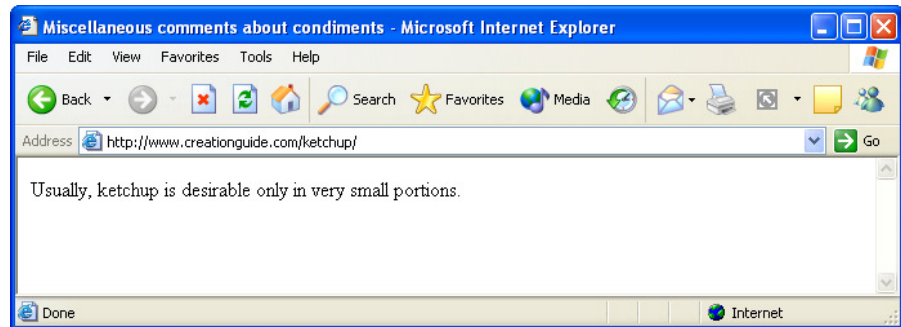 Miscellaneous comments about condiments - Microsoft Internet Explorer
File Edit View Favorites Tools Help
Back Search Favorites Media
Address http://www.creationguide.com/ketchup/ Go
Usually, ketchup is desirable only in very small portions.
Done Internet